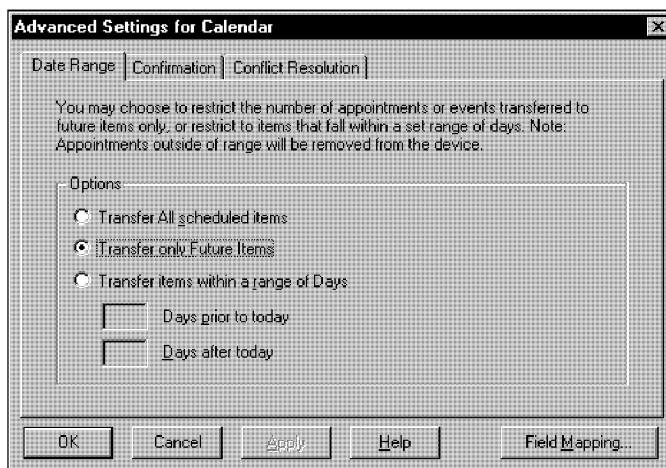 Advanced Settings for Calendar
Date Range Confirmation Conflict Resolution
You may choose to restrict the number of appointments or events transferred to
future items only, or restrict to items that fall within a set range of days. Note:
Appointments outside of range will be removed from the device.
Options
Transfer All scheduled items
Transfer only Future Items
Transfer items within a range of Days
Days prior to today
Days after today
OK Cancel Apply Help Field Mapping...